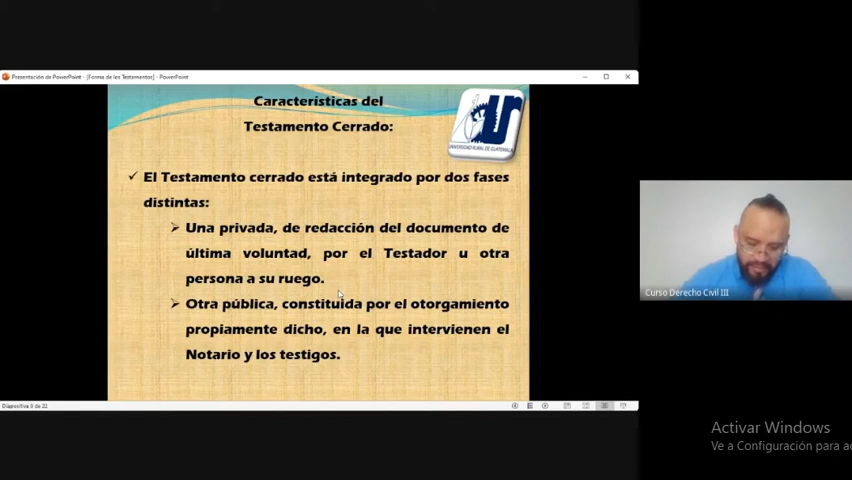 Presentación de PowerPoint - [Forma de los Testamentos] - PowerPoint
Características del
Testamento Cerrado:
UNIVERSIDAD RURAL DE GUATEMALA
✓ El Testamento cerrado está integrado por dos fases
distintas:
➢ Una privada, de redacción del documento de
última voluntad, por el Testador u otra
persona a su ruego.
➢ Otra pública, constituida por el otorgamiento
propiamente dicho, en la que intervienen el
Notario y los testigos.
Diapositiva 9 de 22
Curso Derecho Civil III
Activar Windows
Ve a Configuración para ac